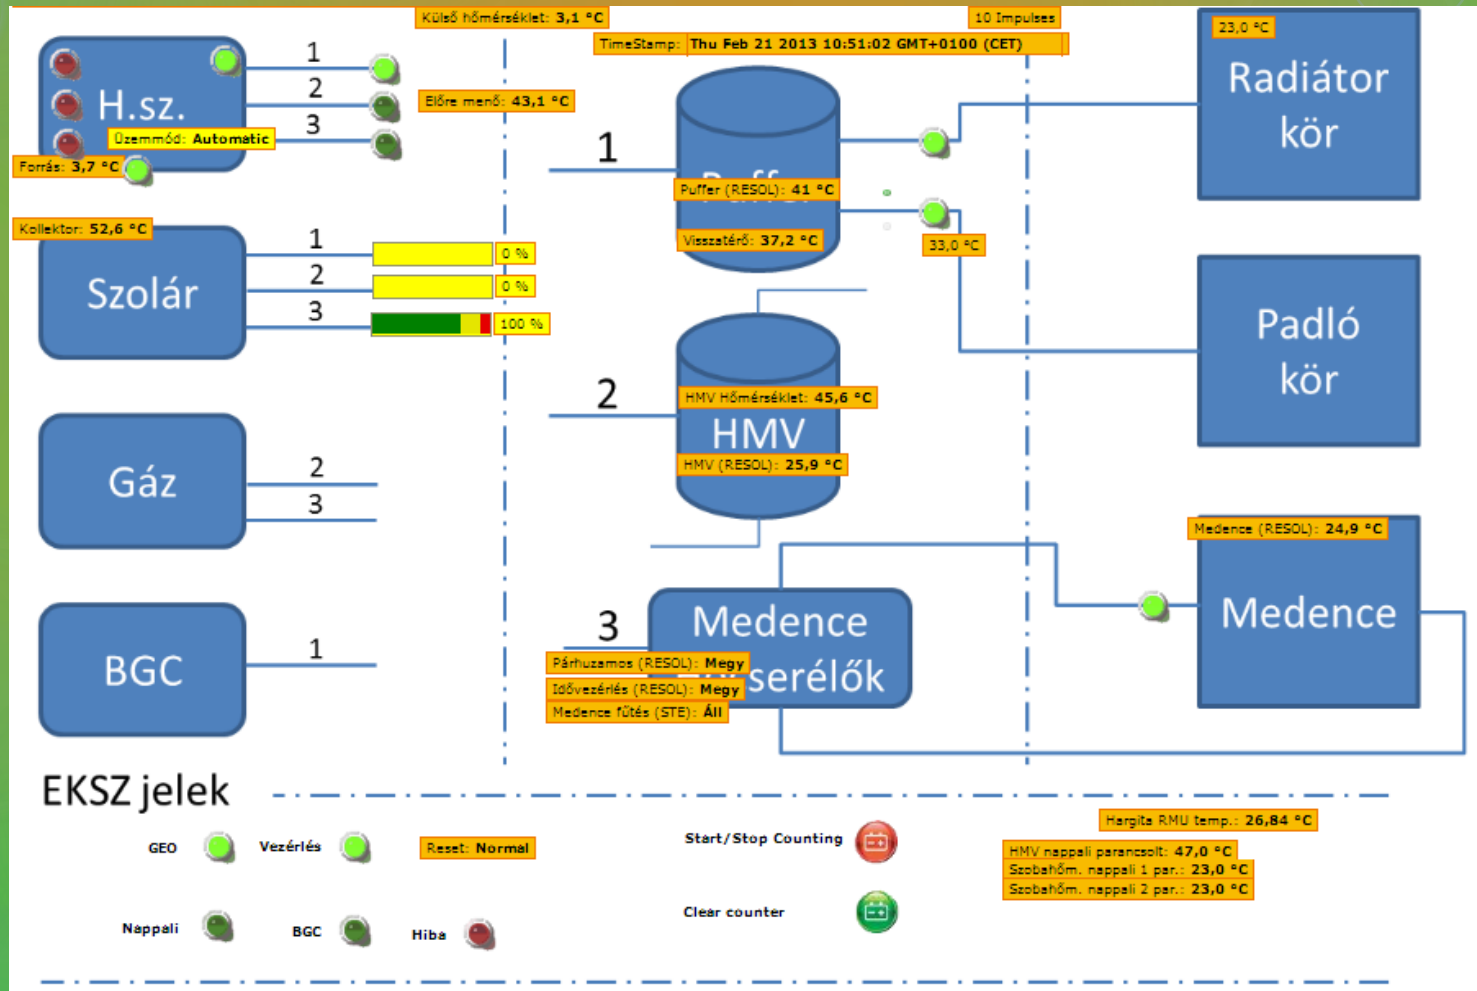 Külső hőmérséklet: 3,1 °C
10 Impulses
TimeStamp: Thu Feb 21 2013 10:51:02 GMT+0100 (CET)
23,0 °C
Radiátor
kör
H.sz.
1
2
3
Előre menő: 43,1 °C
Üzemmód: Automatic
Forrás: 3,7 °C
1
Puffer (RESOL): 41 °C
Visszatérő: 37,2 °C
33,0 °C
Kollektor: 52,6 °C
Szolár
1
0 %
2
0 %
3
100 %
Padló
kör
2
HMV Hőmérséklet: 45,6 °C
HMV
HMV (RESOL): 25,9 °C
Gáz
2
3
Medence (RESOL): 24,9 °C
Medence
BGC
1
3
Medence
Párhuzamos (RESOL): Megy
Idővezérlés (RESOL): Megy
Medence fűtés (STE): Áll
EKSZ jelek
GEO
Vezérlés
Reset: Normal
Start/Stop Counting
Hargita RMU temp.: 26,84 °C
HMV nappali parancsolt: 47,0 °C
Szobahőm. nappali 1 par.: 23,0 °C
Szobahőm. nappali 2 par.: 23,0 °C
Nappali
BGC
Hiba
Clear counter